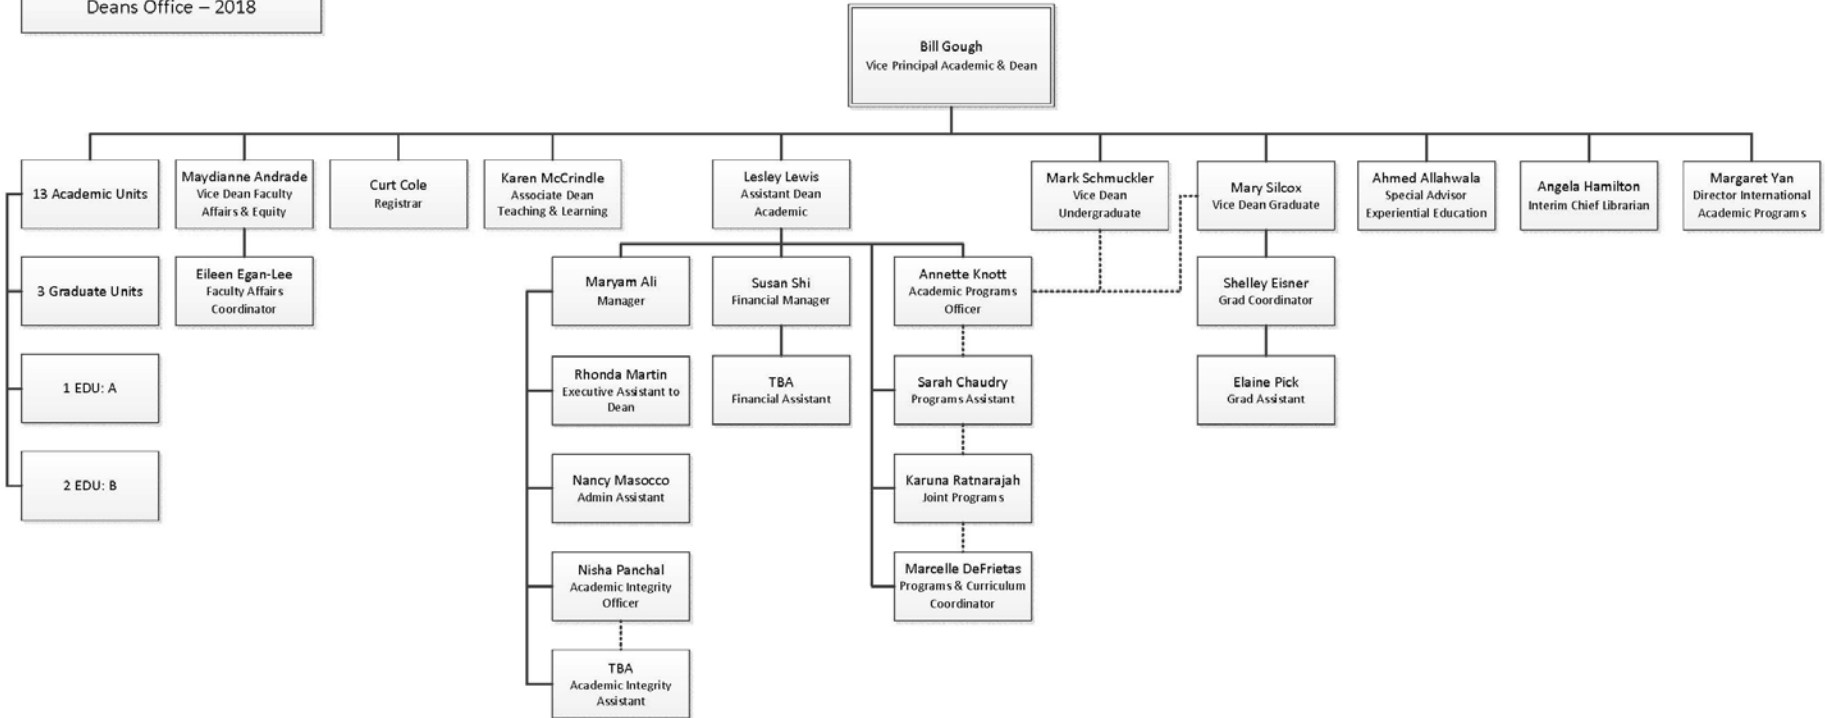 Deans Office – 2018
Bill Gough
Vice Principal Academic & Dean
13 Academic Units
Maydianne Andrade
Vice Dean Faculty
Affairs & Equity
Curt Cole
Registrar
Karen McCrindle
Associate Dean
Teaching & Learning
Lesley Lewis
Assistant Dean
Academic
Mark Schmuckler
Vice Dean
Undergraduate
Mary Silcox
Vice Dean Graduate
Ahmed Allahwala
Special Advisor
Experiential Education
Angela Hamilton
Interim Chief Librarian
Margaret Yan
Director International
Academic Programs
3 Graduate Units
Eileen Egan-Lee
Faculty Affairs
Coordinator
Maryam Ali
Manager
Susan Shi
Financial Manager
Annette Knott
Academic Programs
Officer
Shelley Eisner
Grad Coordinator
1 EDU: A
Rhonda Martin
Executive Assistant to
Dean
TBA
Financial Assistant
Sarah Chaudry
Programs Assistant
Elaine Pick
Grad Assistant
2 EDU: B
Nancy Masocco
Admin Assistant
Karuna Ratnarajah
Joint Programs
Nisha Panchal
Academic Integrity
Officer
Marcelle DeFrietas
Programs & Curriculum
Coordinator
TBA
Academic Integrity
Assistant